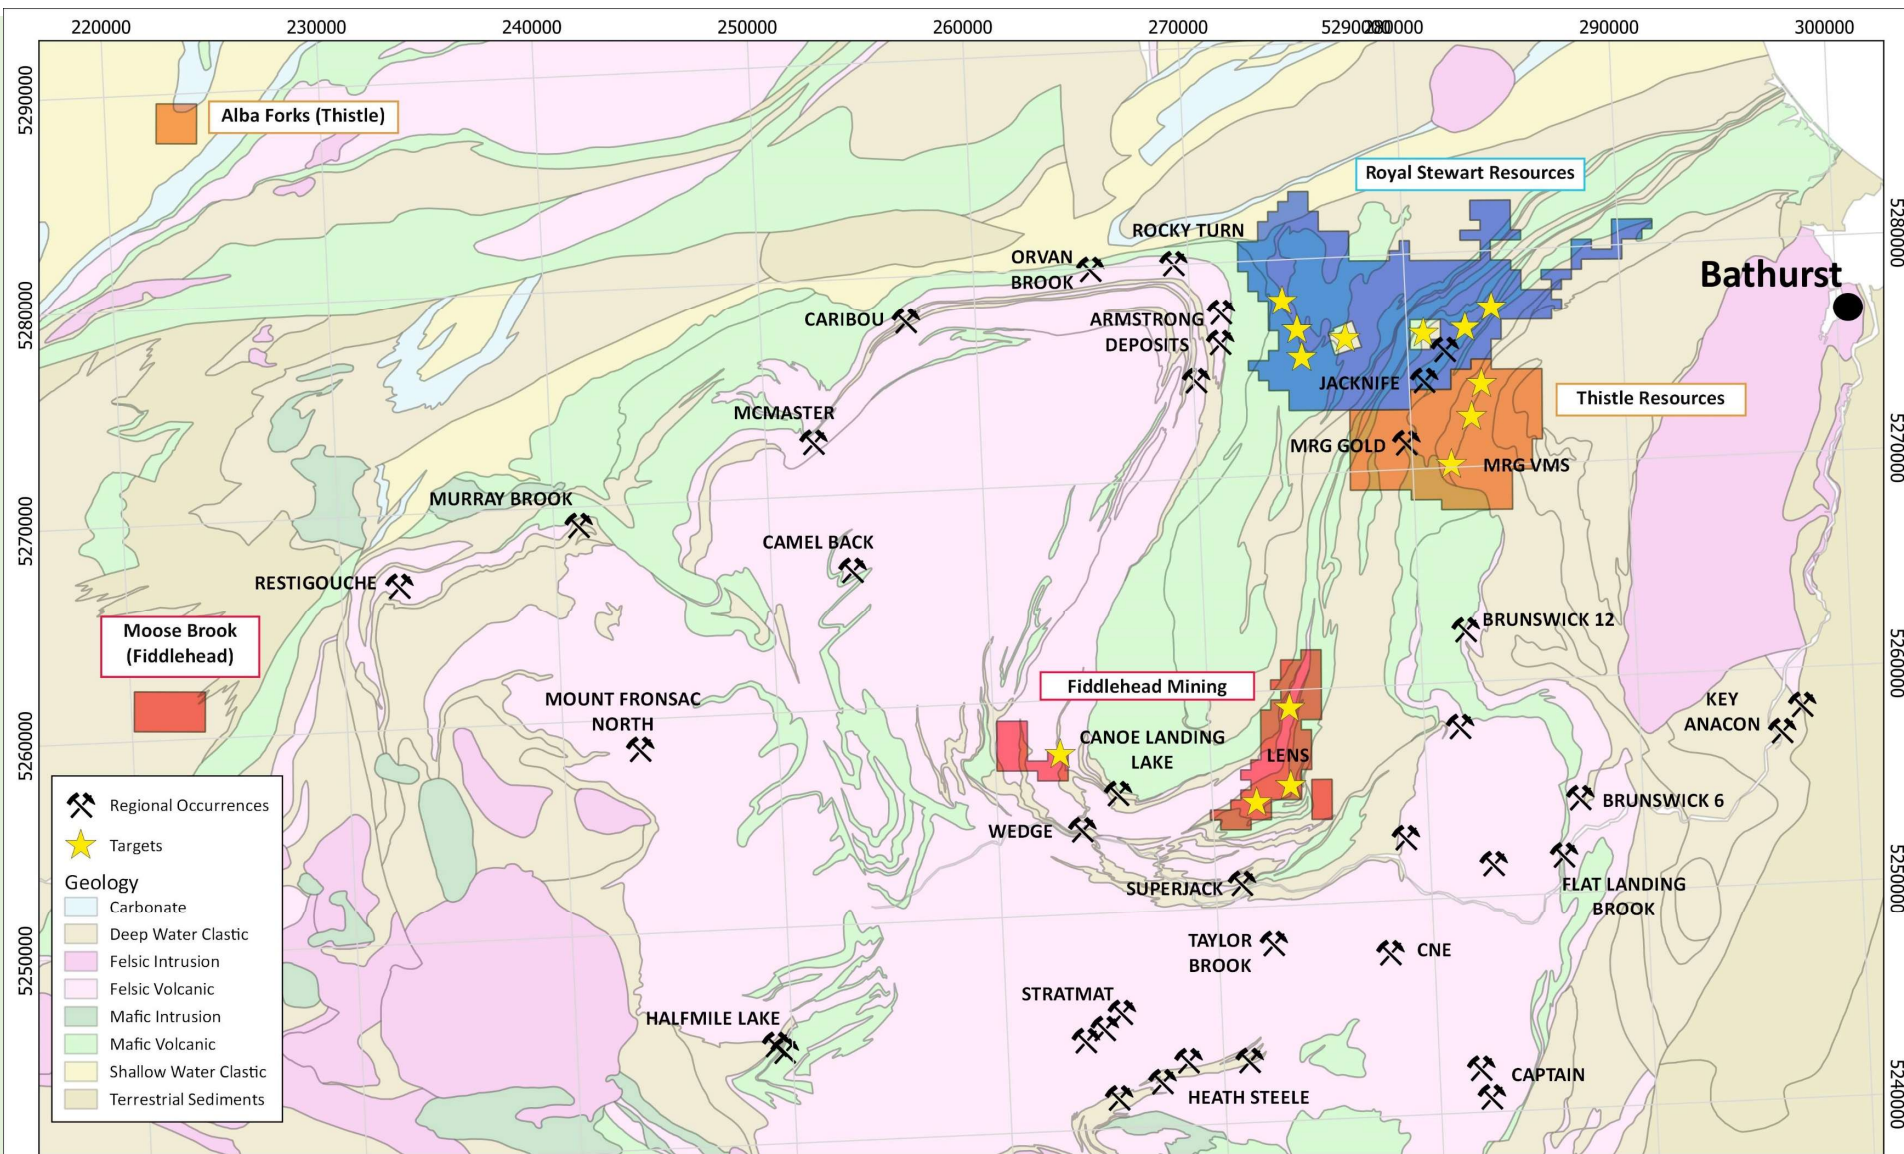 220000
230000
240000
250000
260000
270000
5290000
280000
290000
300000
5290000
5280000
5270000
5260000
5250000
5280000
5270000
5260000
5250000
5240000
Alba Forks (Thistle)
Royal Stewart Resources
ROCKY TURN
ORVAN
BROOK
Bathurst
CARIBOU
ARMSTRONG
DEPOSITS
JACKNIFE
Thistle Resources
MCMASTER
MRG GOLD
MRG VMS
MURRAY BROOK
CAMEL BACK
RESTIGOUCHE
BRUNSWICK 12
Moose Brook
(Fiddlehead)
Fiddlehead Mining
MOUNT FRONSAC
NORTH
KEY
ANACON
CANOE LANDING
LAKE
LENS
BRUNSWICK 6
WEDGE
SUPERJACK
FLAT LANDING
BROOK
TAYLOR
BROOK
CNE
STRATMAT
HALFMILE LAKE
CAPTAIN
HEATH STEELE
Regional Occurrences
Targets
Geology
Carbonate
Deep Water Clastic
Felsic Intrusion
Felsic Volcanic
Mafic Intrusion
Mafic Volcanic
Shallow Water Clastic
Terrestrial Sediments